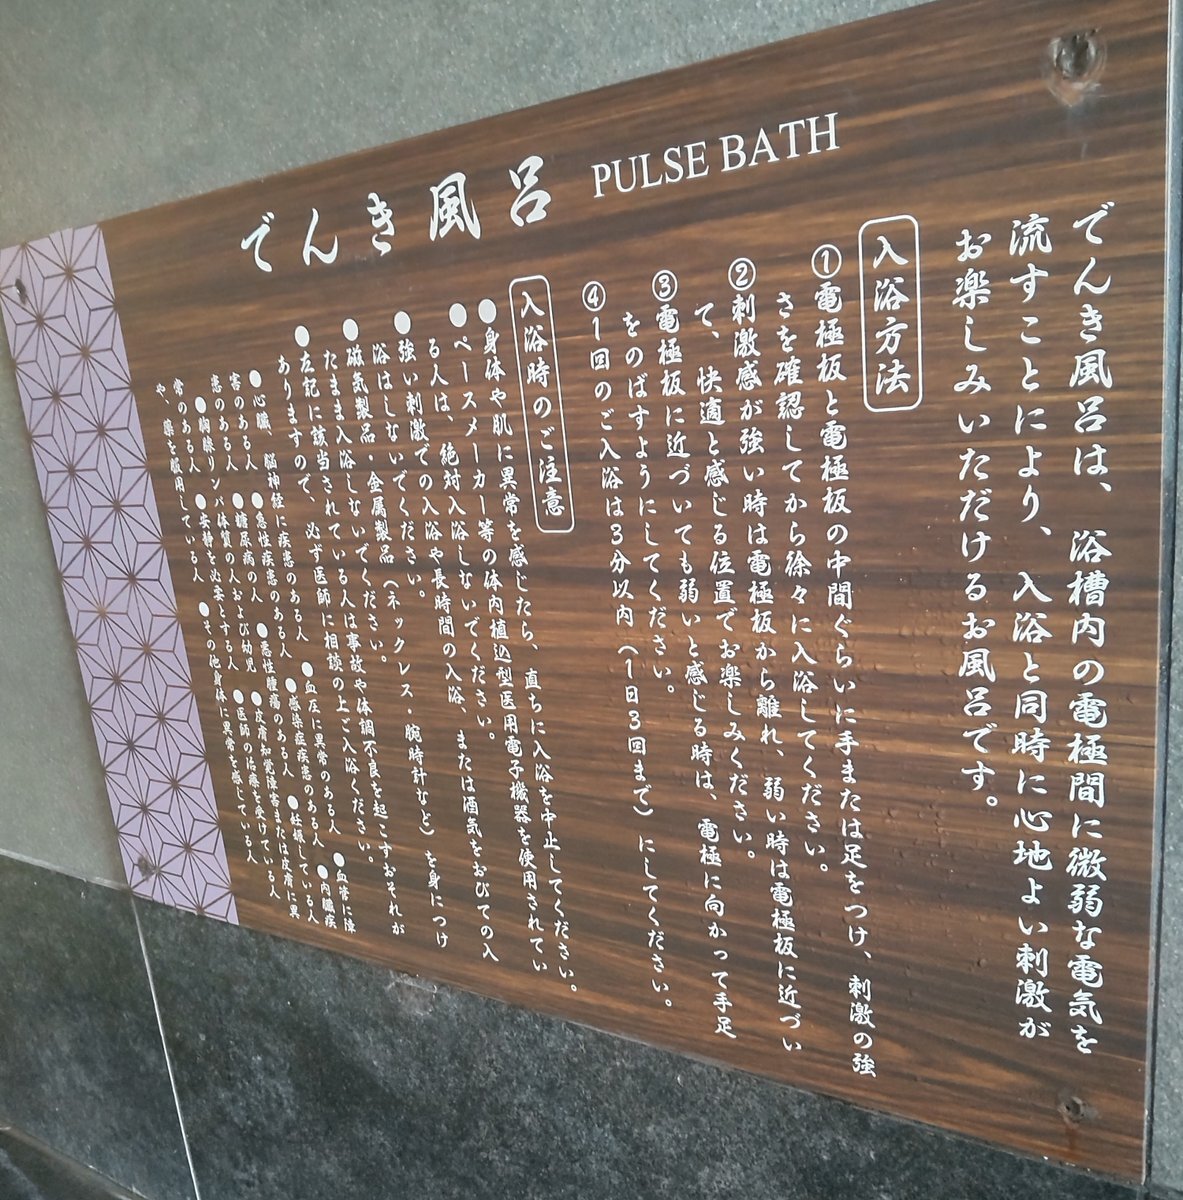 でんき風呂 PULSE BATH
でんき風呂は、浴槽内の電極間に微弱な電気を
流すことにより、入浴と同時に心地よい刺激が
お楽しみいただけるお風呂です。
入浴方法
①電極板と電極板の中間ぐらいに手または足をつけ、刺激の強
さを確認してから徐々に入浴してください。
②刺激感が強い時は電極板から離れ、弱い時は電極板に近づい
て、快適と感じる位置でお楽しみください。
③電極板に近づいても弱いと感じる時は、電極に向かって手足
をのばすようにしてください。
④1回のご入浴は3分以内(1日3回まで)にしてください。
入浴時のご注意
●身体や肌に異常を感じたら、直ちに入浴を中止してください。
●ペースメーカー等の体内植込型医用電子機器を使用されてい
る人は、絶対入浴しないでください。
●強い刺激での入浴や長時間の入浴、または酒気をおびての入
浴はしないでください。
●磁気製品・金属製品(ネックレス・腕時計など)を身につけ
たまま入浴しないでください。
●左記に該当されている人は事故や体調不良を起こすおそれが
ありますので、必ず医師に相談の上ご入浴ください。
●心臓、脳神経に疾患のある人 ●血圧に異常のある人 ●血管に障
害のある人 ●急性疾患のある人 ●感染症疾患のある人 ●内臓疾
患のある人 ●糖尿病の人 ●悪性腫瘍のある人 ●妊娠している人
●胸腺リンパ体質の人および幼児 ●皮膚知覚障害または皮膚に異
常のある人 ●安静を必要とする人 ●医師の治療を受けている人
や、薬を服用している人 ●その他身体に異常を感じている人